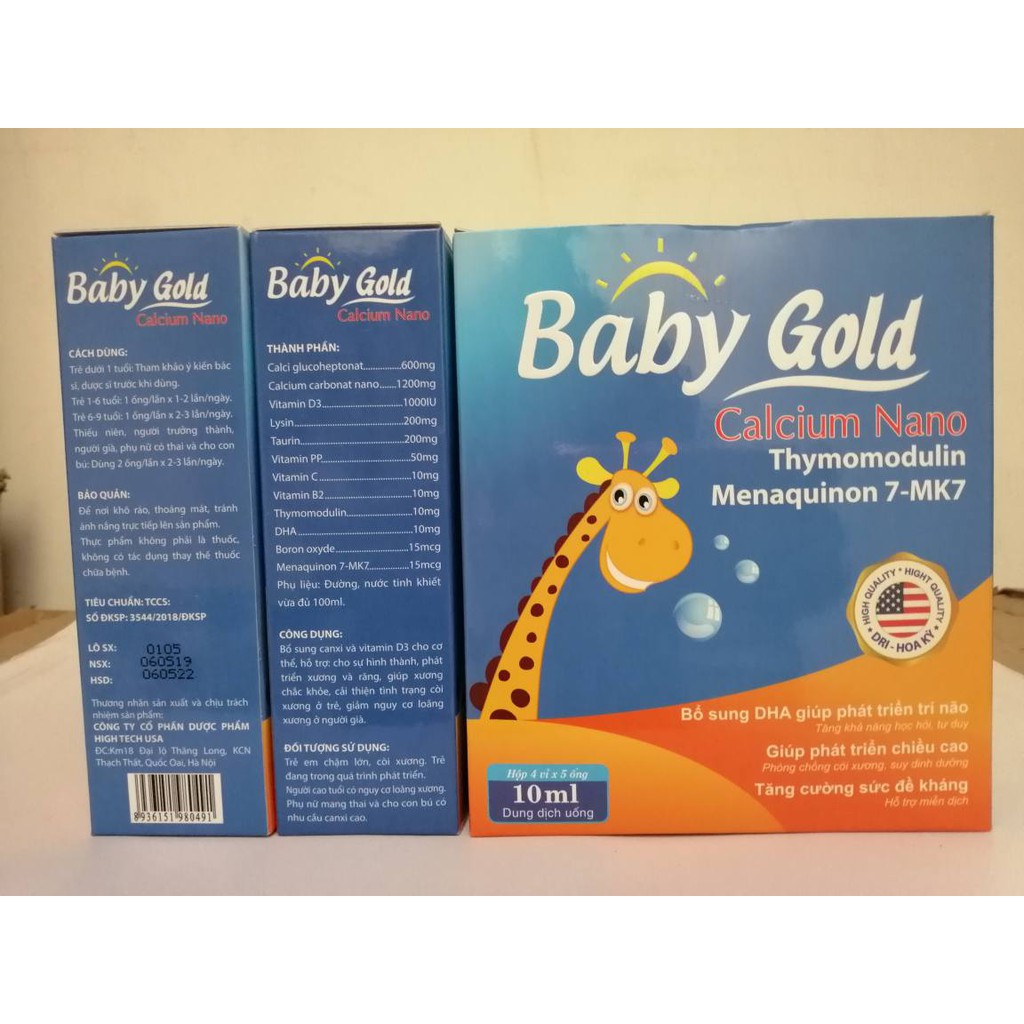 Baby Gold
Calcium Nano
CÁCH DÙNG:
Trẻ dưới 1 tuổi: Tham khảo ý kiến bác
sĩ, dược sĩ trước khi dùng.
Trẻ 1-6 tuổi: 1 ống/lần x 1-2 lần/ngày.
Trẻ 6-9 tuổi: 1 ống/lần x 2-3 lần/ngày.
Thiếu niên, người trưởng thành,
người già, phụ nữ có thai và cho con
bú: Dùng 2 ống/lần x 2-3 lần/ngày.
BẢO QUẢN:
Để nơi khô ráo, thoáng mát, tránh
ánh nắng trực tiếp lên sản phẩm.
Thực phẩm không phải là thuốc,
không có tác dụng thay thế thuốc
chữa bệnh.
TIÊU CHUẨN: TCCS:
SỐ ĐKSP: 3544/2018/ĐKSP
LÔ SX: 0105
NSX: 060519
HSD: 060522
Thương nhân sản xuất và chịu trách
nhiệm sản phẩm:
CÔNG TY CỔ PHẦN DƯỢC PHẨM
HIGH TECH USA
ĐC:Km18 Đại lộ Thăng Long, KCN
Thạch Thất, Quốc Oai, Hà Nội
8936151980491
Baby Gold
Calcium Nano
THÀNH PHẦN:
Calci glucoheptonat..............600mg
Calcium carbonat nano......1200mg
Vitamin D3...........................1000IU
Lysin........................................200mg
Taurin......................................200mg
Vitamin PP...............................50mg
Vitamin C.................................10mg
Vitamin B2...............................10mg
Thymomodulin.......................10mg
DHA..........................................10mg
Boron oxyde...........................15mcg
Menaquinon 7-MK7..............15mcg
Phụ liệu: Đường, nước tinh khiết
vừa đủ 100ml.
CÔNG DỤNG:
Bổ sung canxi và vitamin D3 cho cơ
thể, hỗ trợ: cho sự hình thành, phát
triển xương và răng, giúp xương
chắc khỏe, cải thiện tình trạng còi
xương ở trẻ, giảm nguy cơ loãng
xương ở người già.
ĐỐI TƯỢNG SỬ DỤNG:
Trẻ em chậm lớn, còi xương. Trẻ
đang trong quá trình phát triển.
Người cao tuổi có nguy cơ loãng xương.
Phụ nữ mang thai và cho con bú có
nhu cầu canxi cao.
Baby Gold
Calcium Nano
Thymomodulin
Menaquinon 7-MK7
HIGH QUALITY * HIGHT QUALITY
* DRI - HOA KỲ *
Bổ sung DHA giúp phát triển trí não
Tăng khả năng học hỏi, tư duy
Giúp phát triển chiều cao
Phòng chống còi xương, suy dinh dưỡng
Tăng cường sức đề kháng
Hỗ trợ miễn dịch
Hộp 4 vỉ x 5 ống
10ml
Dung dịch uống